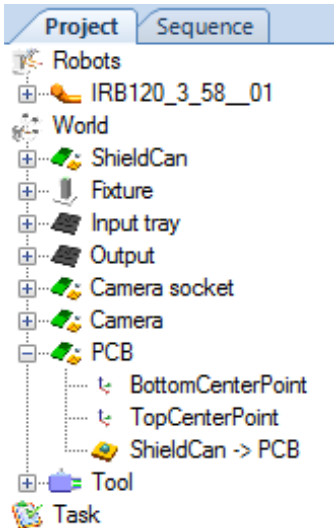 Project Sequence
Robots
IRB120_3_58__01
World
ShieldCan
Fixture
Input tray
Output
Camera socket
Camera
PCB
BottomCenterPoint
TopCenterPoint
ShieldCan -> PCB
Tool
Task